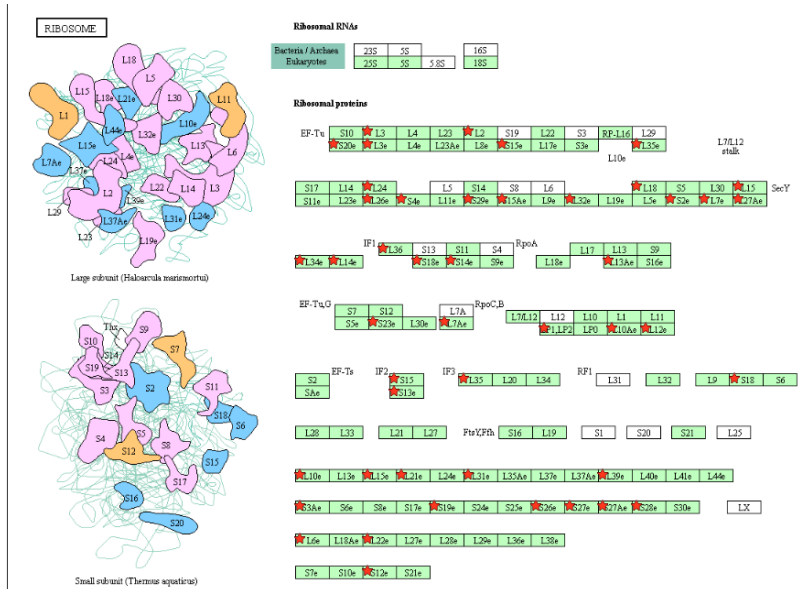 RIBOSOME
L18
L5
L15
L18e
L21e
L30
L11
L1
L44e
L10e
L32e
L15e
L13
L6
L7Ae
L4e
L24
L37e
L2
L22
L14
L3
L39e
L29
L37Ae
L31e
L24e
L23
L19e
Large subunit (Haloarcula marismortui)
Thx
S9
S10
S7
S14
S19
S13
S3
S2
S11
S18
S6
S4
S5
S12
S8
S15
S17
S16
S20
Small subunit (Thermus aquaticus)
Ribosomal RNAs
Bacteria / Archaea 23S 5S 16S
Eukaryotes 25S 5S 5.8S 18S
Ribosomal proteins
EF-Tu S10 L3 L4 L23 L2 S19 L22 S3 RP-L16 L29
S20e L3e L4e L23Ae L8e S15e L17e S3e L35e
L10e
L7/L12
stalk
S17 L14 L24 L5 S14 S8 L6 L18 S5 L30 L15 SecY
S11e L23e L26e S4e L11e S29e S15Ae L9e L32e L19e L5e S2e L7e L27Ae
IF1 L36 S13 S11 S4 RpoA L17 L13 S9
L34e L14e S18e S14e S9e L18e L13Ae S16e
EF-Tu,G S7 S12 L7A RpoC,B L7/L12 L12 L10 L1 L11
S5e S23e L30e L7Ae LP1,LP2 LP0 L10Ae L12e
S2 EF-Ts IF2 S15 IF3 L35 L20 L34 RF1 L31 L32 L9 S18 S6
SAe S13e
L28 L33 L21 L27 FtsY,Ffh S16 L19 S1 S20 S21 L25
L10e L13e L15e L21e L24e L31e L35Ae L37e L37Ae L39e L40e L41e L44e
S3Ae S6e S8e S17e S19e S24e S25e S26e S27e S27Ae S28e S30e LX
L6e L18Ae L22e L27e L28e L29e L36e L38e
S7e S10e S12e S21e